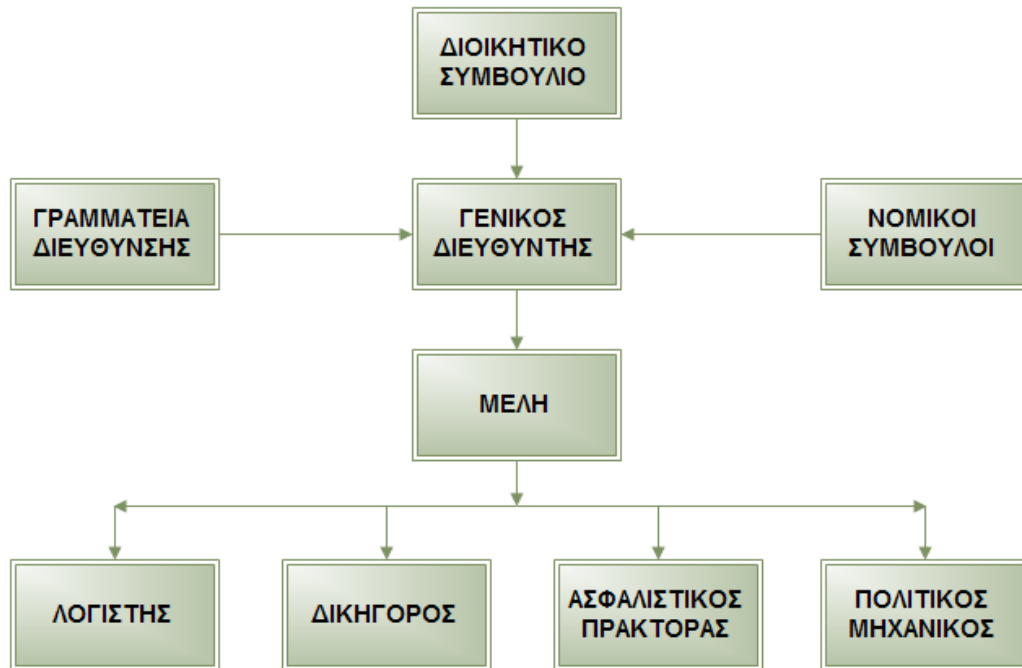 ΔΙΟΙΚΗΤΙΚΟ
ΣΥΜΒΟΥΛΙΟ
ΓΡΑΜΜΑΤΕΙΑ
ΔΙΕΥΘΥΝΣΗΣ
ΓΕΝΙΚΟΣ
ΔΙΕΥΘΥΝΤΗΣ
ΝΟΜΙΚΟΙ
ΣΥΜΒΟΥΛΟΙ
ΜΕΛΗ
ΛΟΓΙΣΤΗΣ
ΔΙΚΗΓΟΡΟΣ
ΑΣΦΑΛΙΣΤΙΚΟΣ
ΠΡΑΚΤΟΡΑΣ
ΠΟΛΙΤΙΚΟΣ
ΜΗΧΑΝΙΚΟΣ